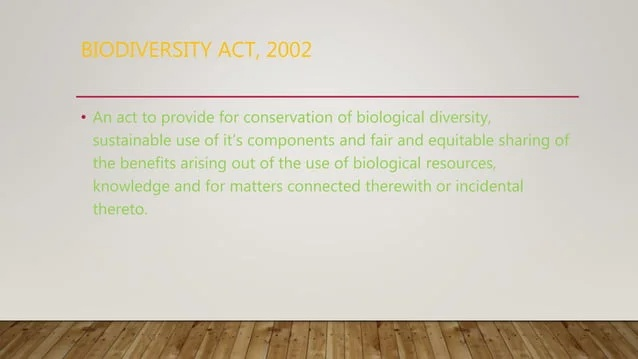 BIODIVERSITY ACT, 2002
• An act to provide for conservation of biological diversity,
sustainable use of it's components and fair and equitable sharing of
the benefits arising out of the use of biological resources,
knowledge and for matters connected therewith or incidental
thereto.